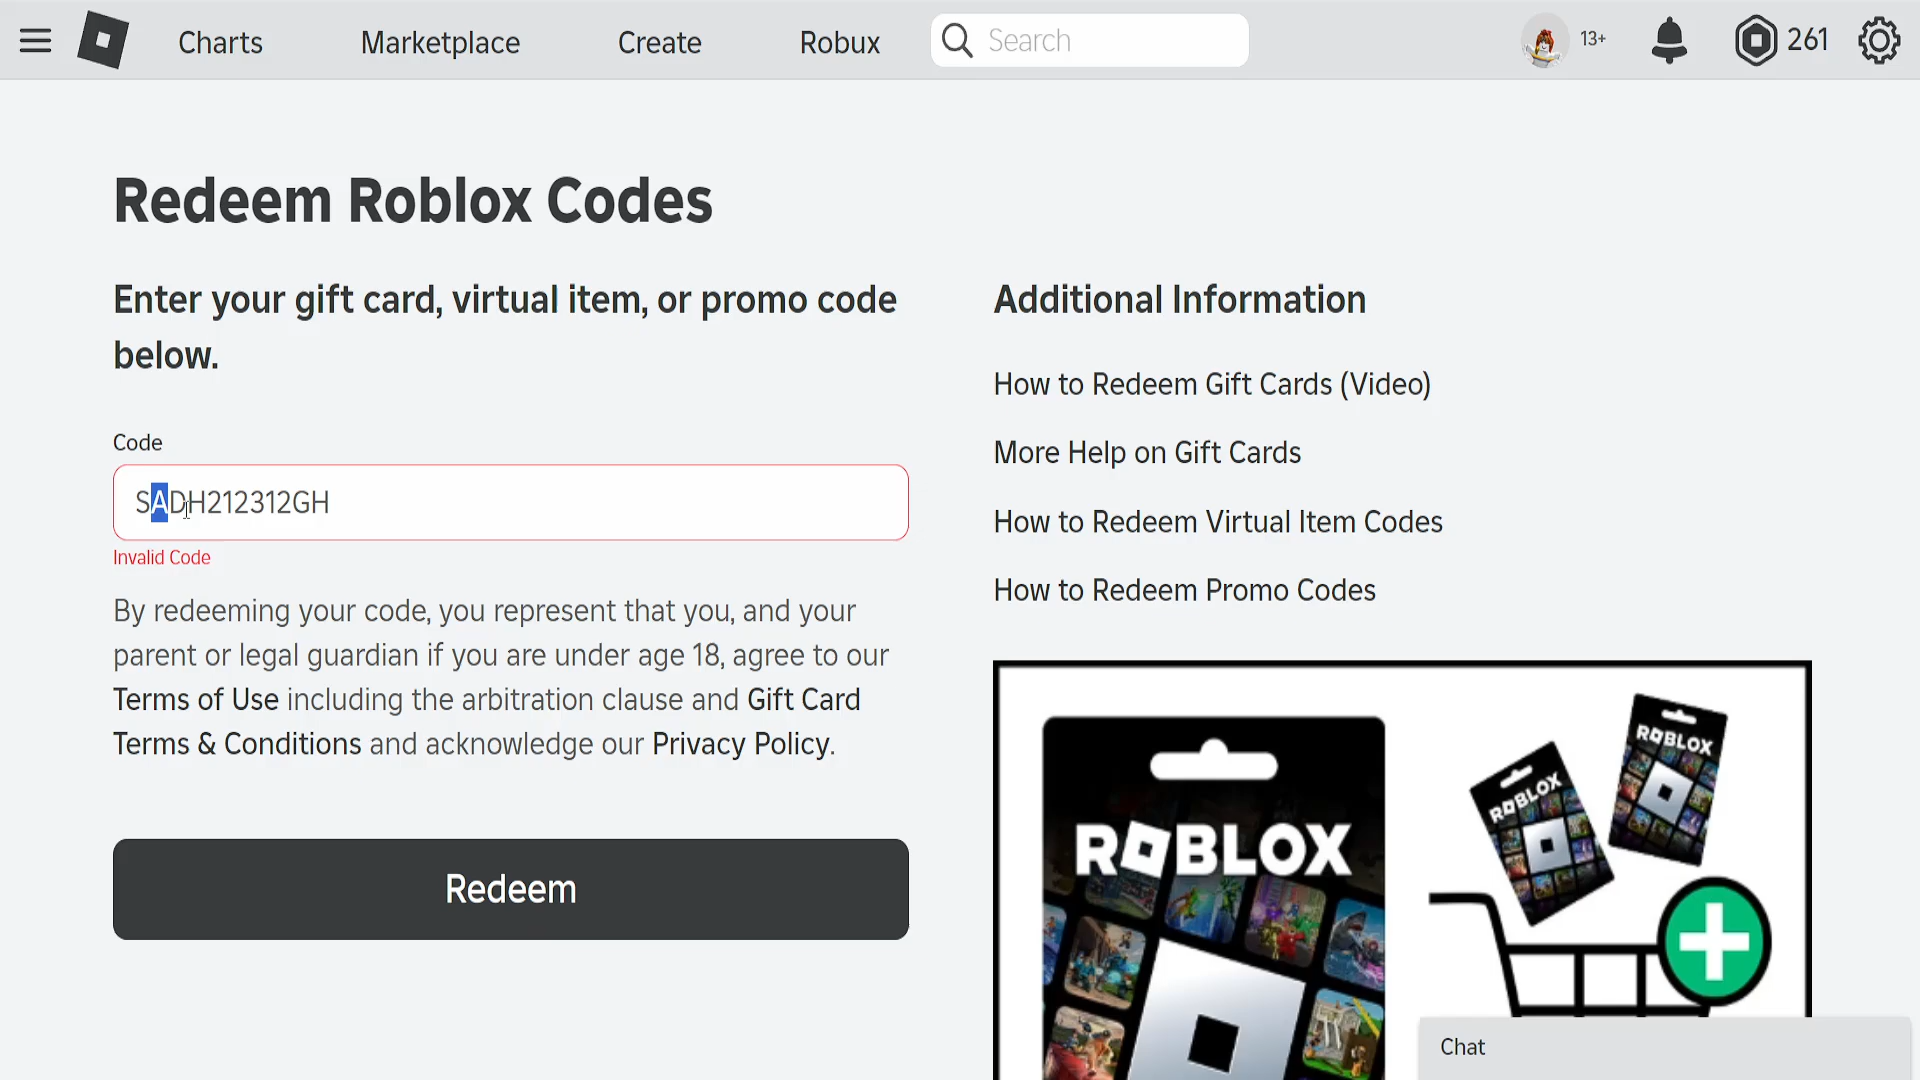 Charts Marketplace Create Robux Search 13+ 261
Redeem Roblox Codes
Enter your gift card, virtual item, or promo code
below.
Code
SADH212312GH
Invalid Code
By redeeming your code, you represent that you, and your
parent or legal guardian if you are under age 18, agree to our
Terms of Use including the arbitration clause and Gift Card
Terms & Conditions and acknowledge our Privacy Policy.
Redeem
Additional Information
How to Redeem Gift Cards (Video)
More Help on Gift Cards
How to Redeem Virtual Item Codes
How to Redeem Promo Codes
ROBLOX
ROBLOX
ROBLOX
Chat